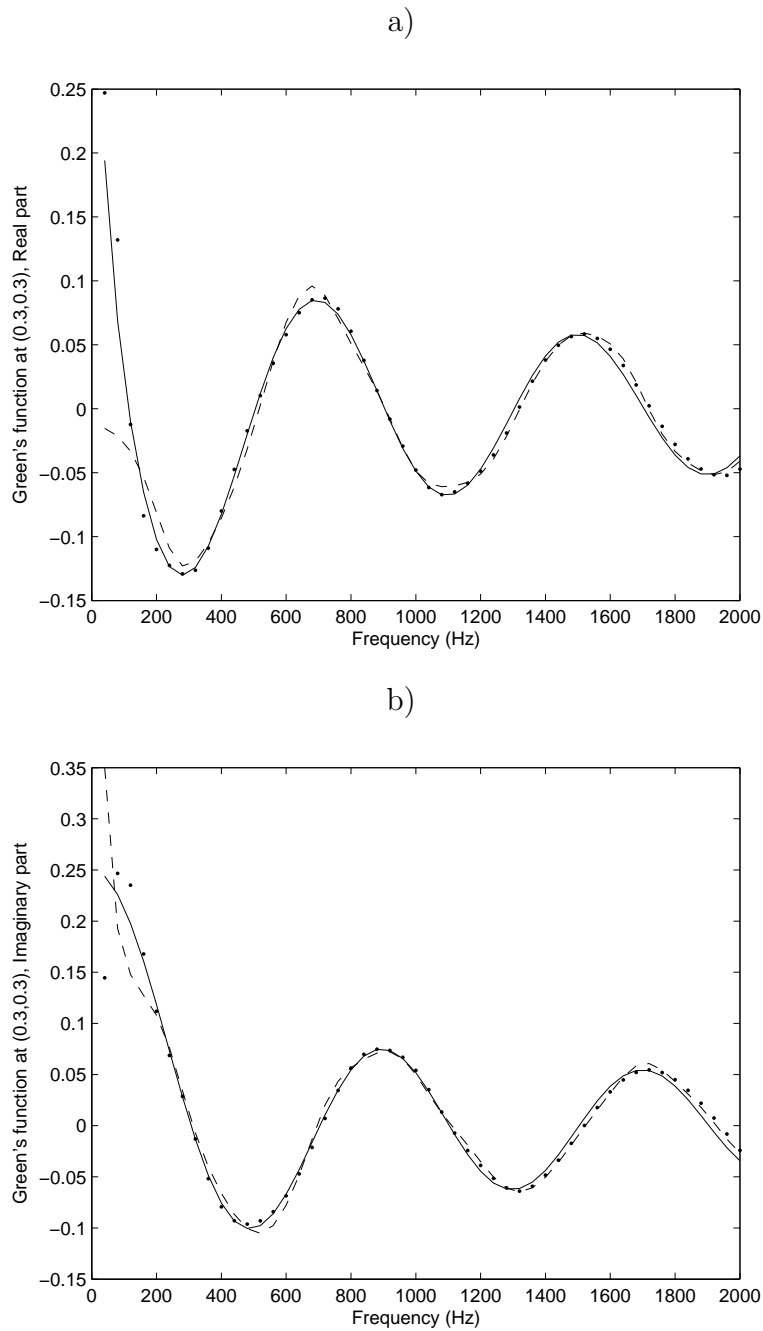 a)
0.25
0.2
0.15
0.1
0.05
0
−0.05
−0.1
−0.15
Green's function at (0.3,0.3), Real part
0 200 400 600 800 1000 1200 1400 1600 1800 2000
Frequency (Hz)
b)
0.35
0.3
0.25
0.2
0.15
0.1
0.05
0
−0.05
−0.1
−0.15
Green's function at (0.3,0.3), Imaginary part
0 200 400 600 800 1000 1200 1400 1600 1800 2000
Frequency (Hz)